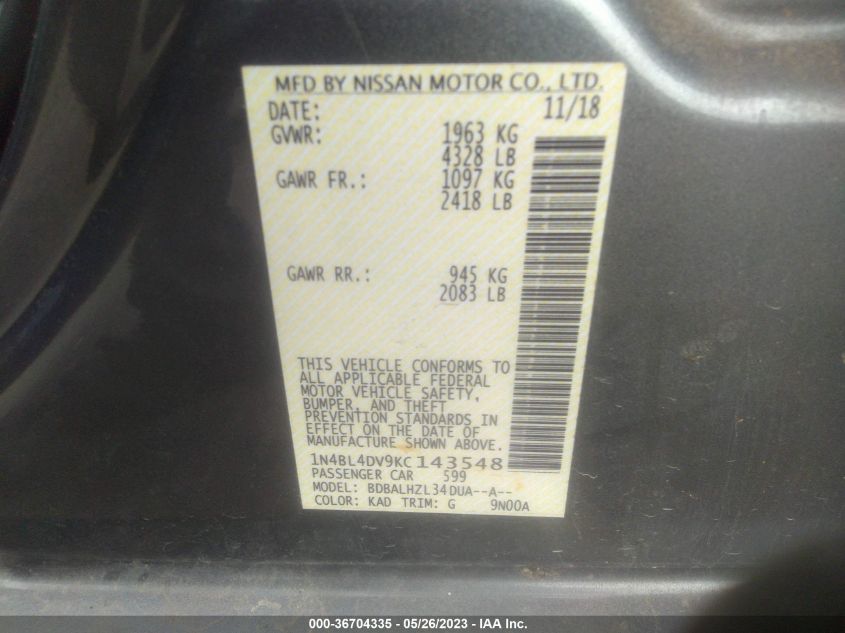 MFD BY NISSAN MOTOR CO., LTD.
DATE: 11/18
GVWR: 1963 KG
4328 LB
GAWR FR.: 1097 KG
2418 LB
GAWR RR.: 945 KG
2083 LB
THIS VEHICLE CONFORMS TO
ALL APPLICABLE FEDERAL
MOTOR VEHICLE SAFETY,
BUMPER, AND THEFT
PREVENTION STANDARDS IN
EFFECT ON THE DATE OF
MANUFACTURE SHOWN ABOVE.
1N4BL4DV9KC143548
PASSENGER CAR 599
MODEL: BDBALHZL34DUA--A--
COLOR: KAD TRIM: G 9N00A
000-36704335 - 05/26/2023 - IAA Inc.